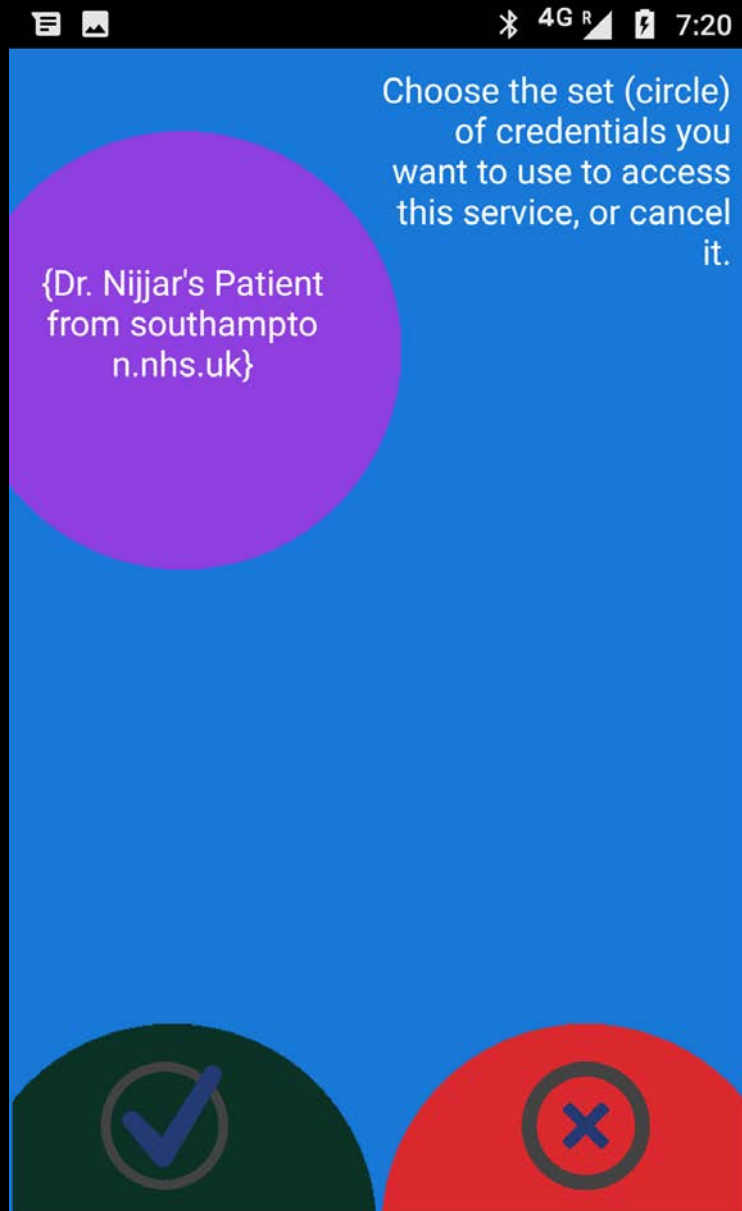 4G R 7:20
Choose the set (circle)
of credentials you
want to use to access
this service, or cancel
it.
{Dr. Nijjar's Patient
from southampto
n.nhs.uk}